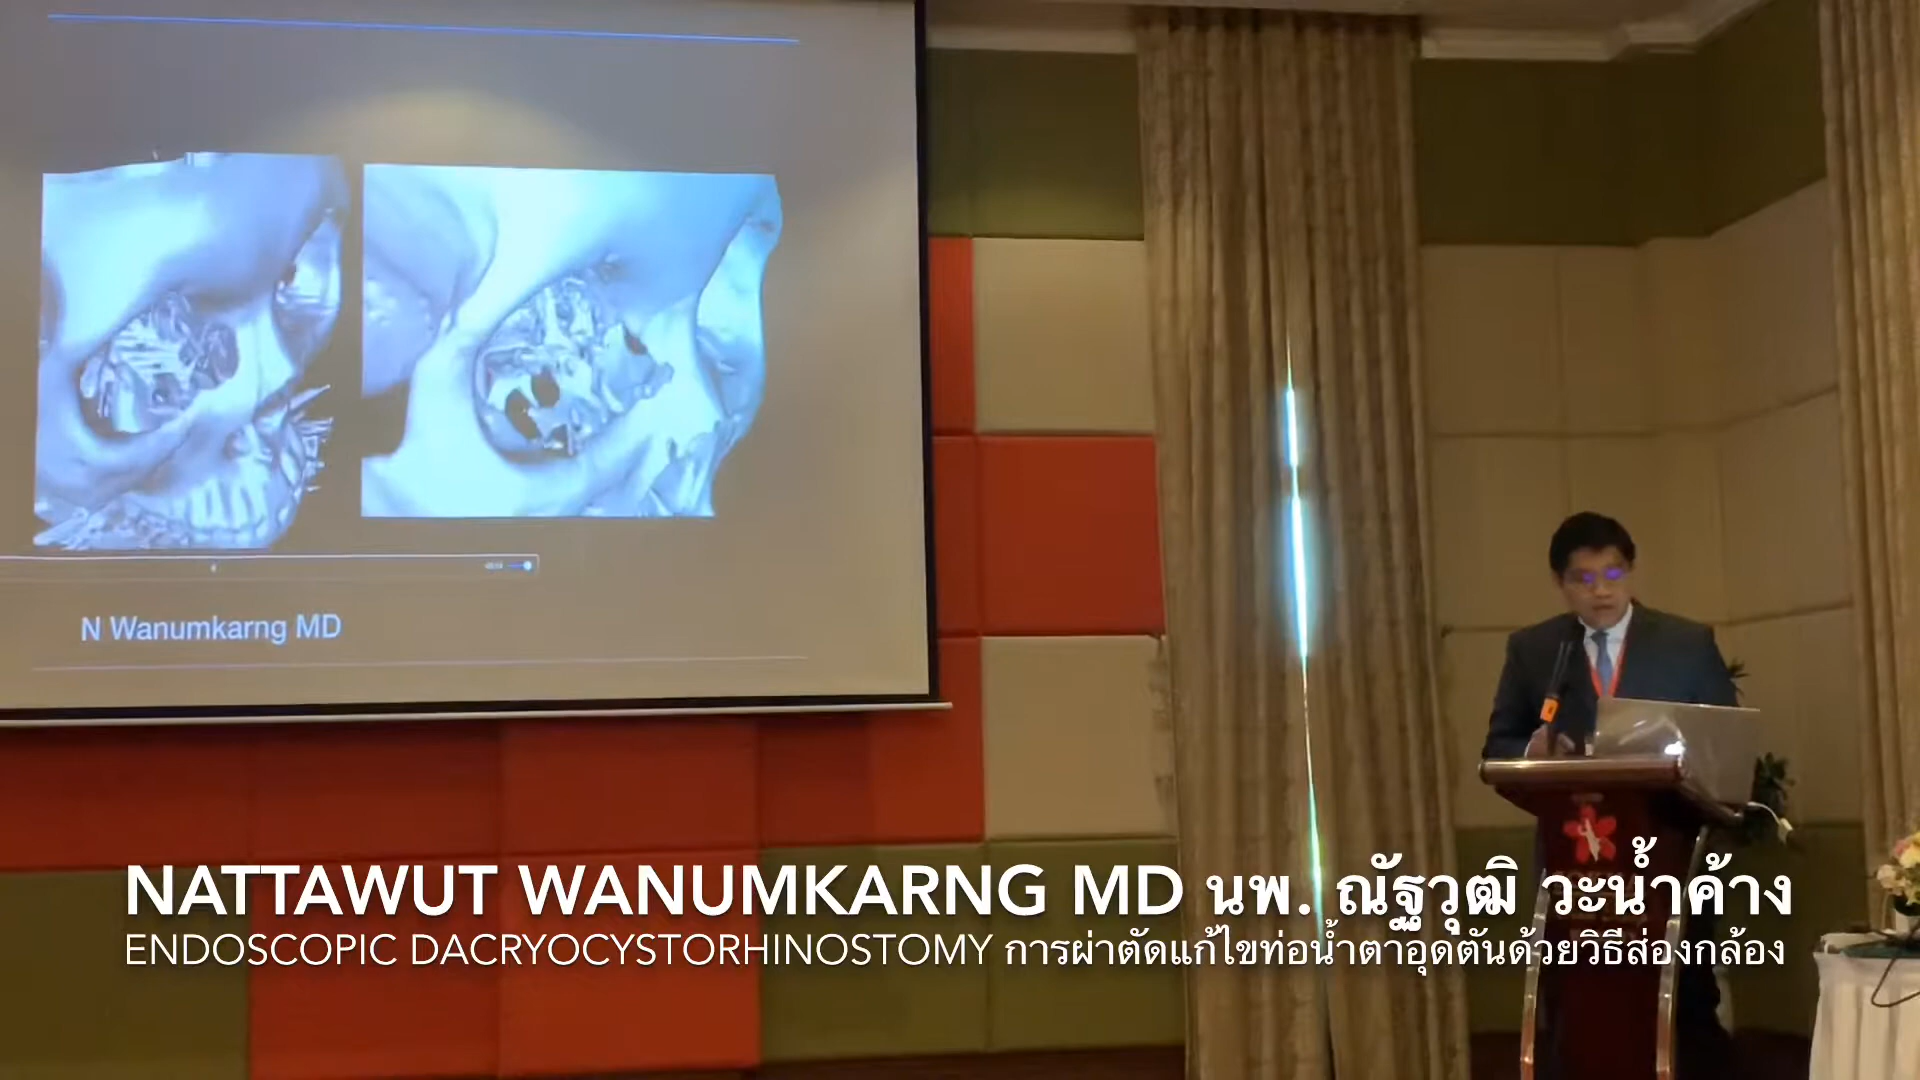 N Wanumkarng MD
NATTAWUT WANUMKARNG MD นพ. ณัฐวุฒิ วะน้ำค้าง
ENDOSCOPIC DACRYOCYSTORHINOSTOMY การผ่าตัดแก้ไขท่อน้ำตาอุดตันด้วยวิธีส่องกล้อง